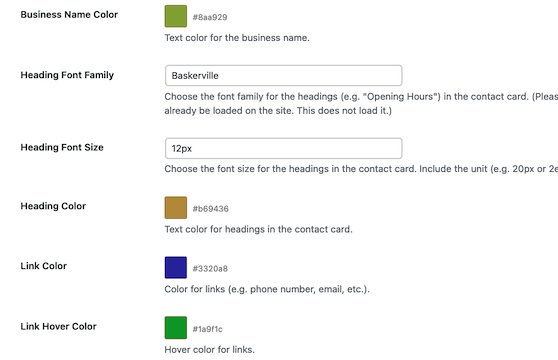 Business Name Color
#8aa929
Text color for the business name.
Heading Font Family
Baskerville
Choose the font family for the headings (e.g. "Opening Hours") in the contact card. (Pleas
already be loaded on the site. This does not load it.)
Heading Font Size
12px
Choose the font size for the headings in the contact card. Include the unit (e.g. 20px or 2e
Heading Color
#b69436
Text color for headings in the contact card.
Link Color
#3320a8
Color for links (e.g. phone number, email, etc.).
Link Hover Color
#1a9f1c
Hover color for links.